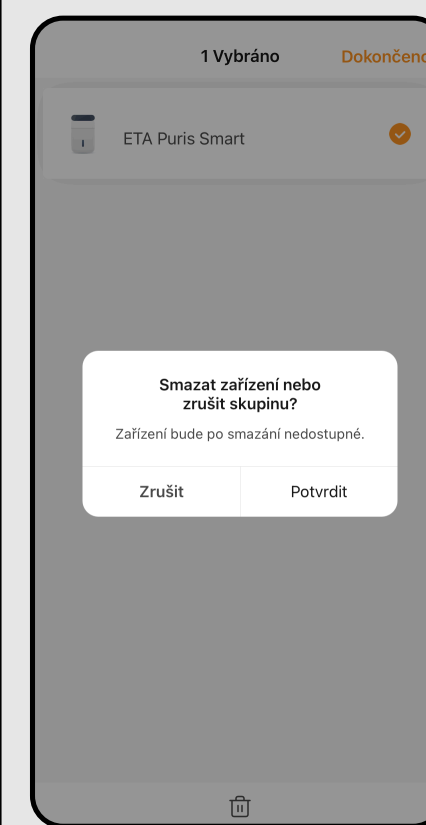 1 Vybráno
Dokončeno
ETA Puris Smart
Smazat zařízení nebo
zrušit skupinu?
Zařízení bude po smazání nedostupné.
Zrušit
Potvrdit